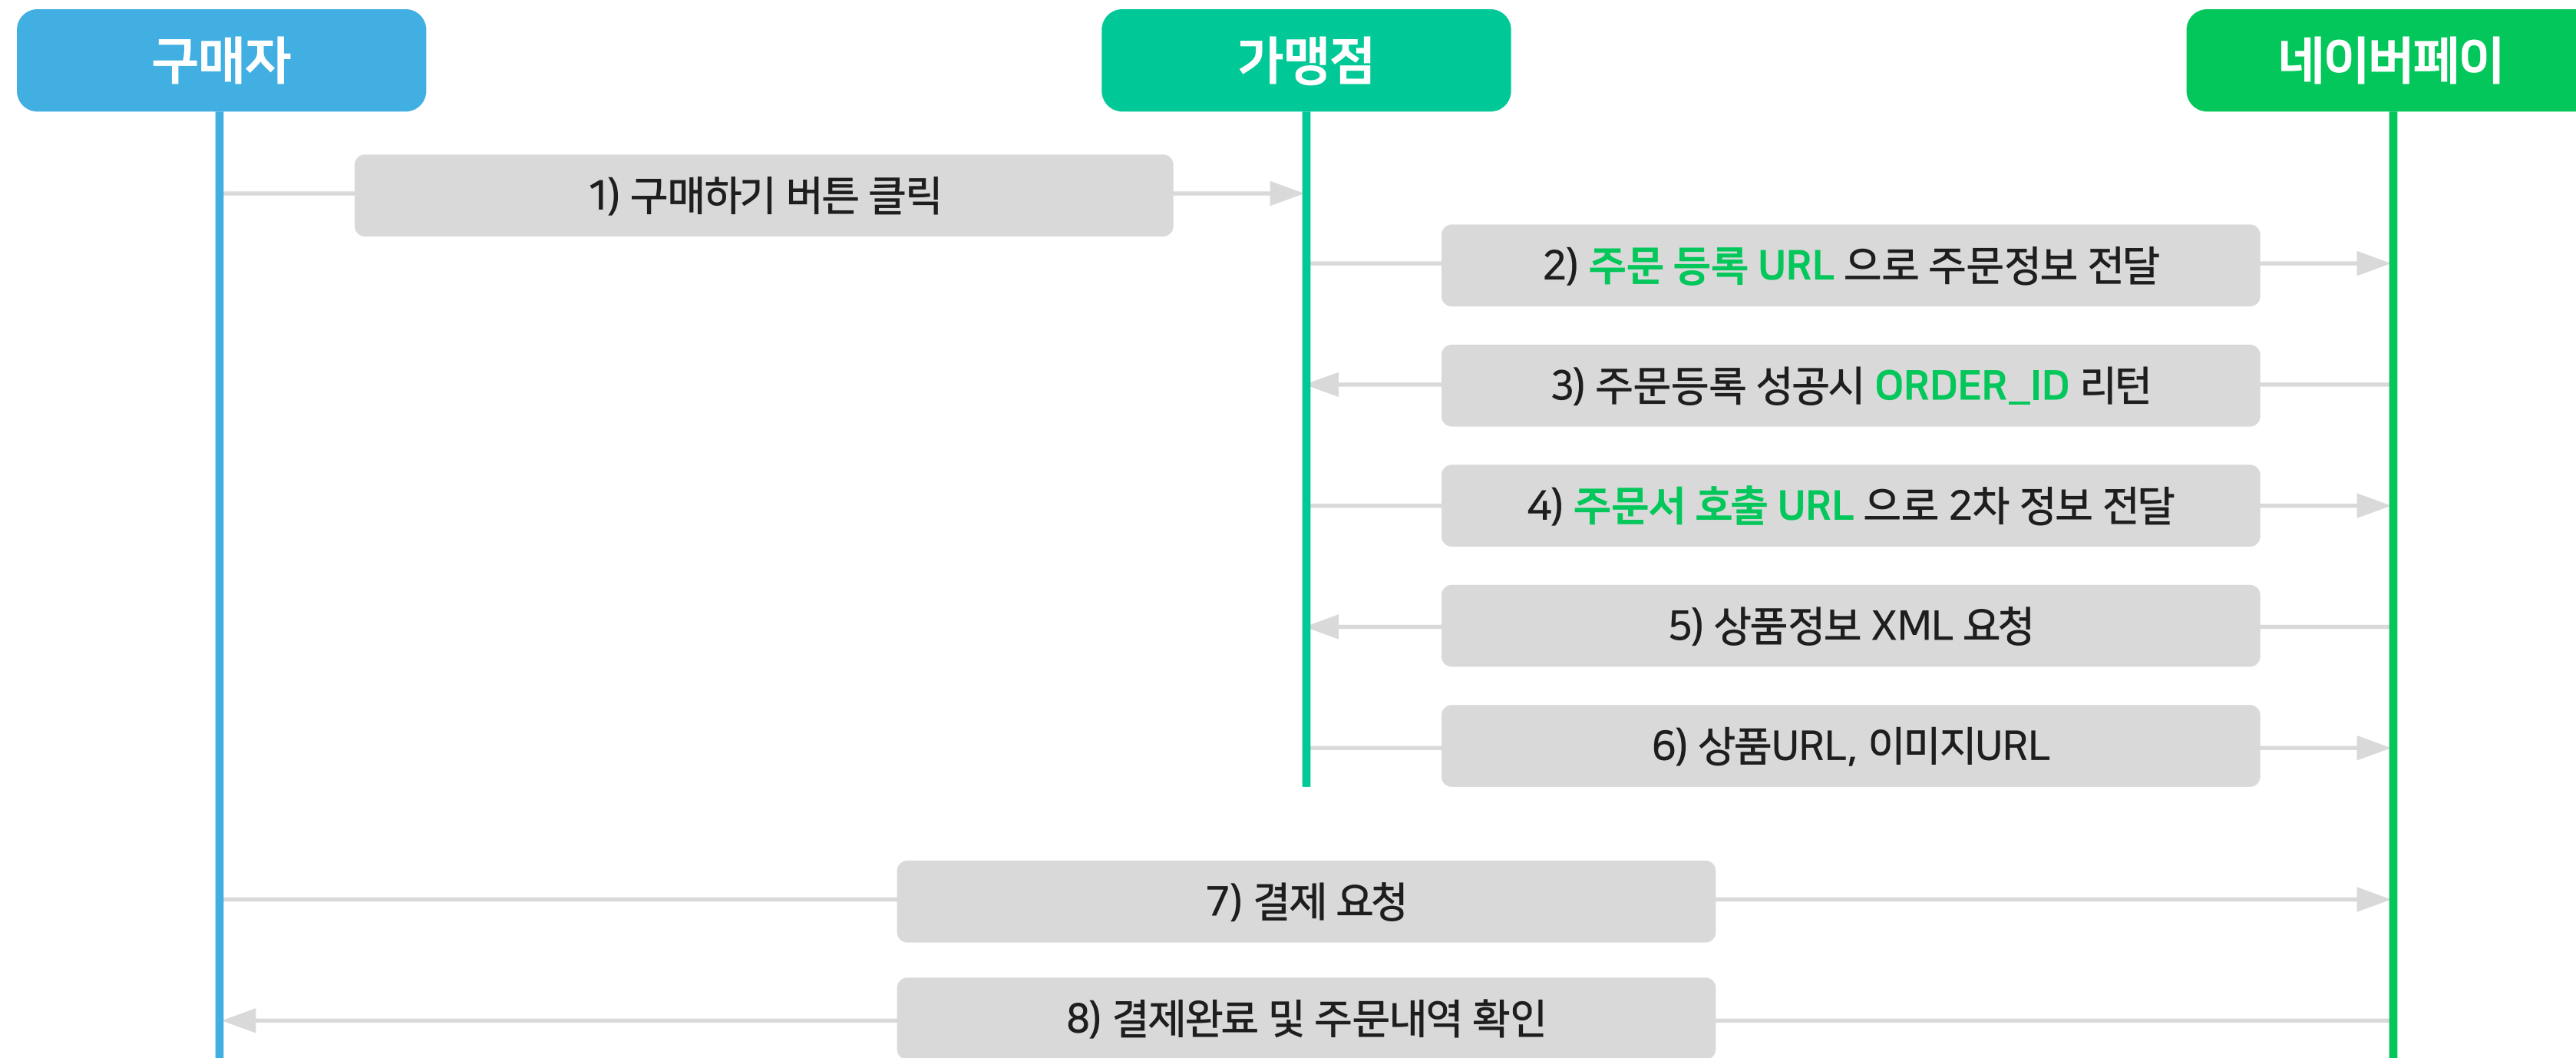 구매자
가맹점
네이버페이
1) 구매하기 버튼 클릭
2) 주문 등록 URL 으로 주문정보 전달
3) 주문등록 성공시 ORDER_ID 리턴
4) 주문서 호출 URL 으로 2차 정보 전달
5) 상품정보 XML 요청
6) 상품URL, 이미지URL
7) 결제 요청
8) 결제완료 및 주문내역 확인